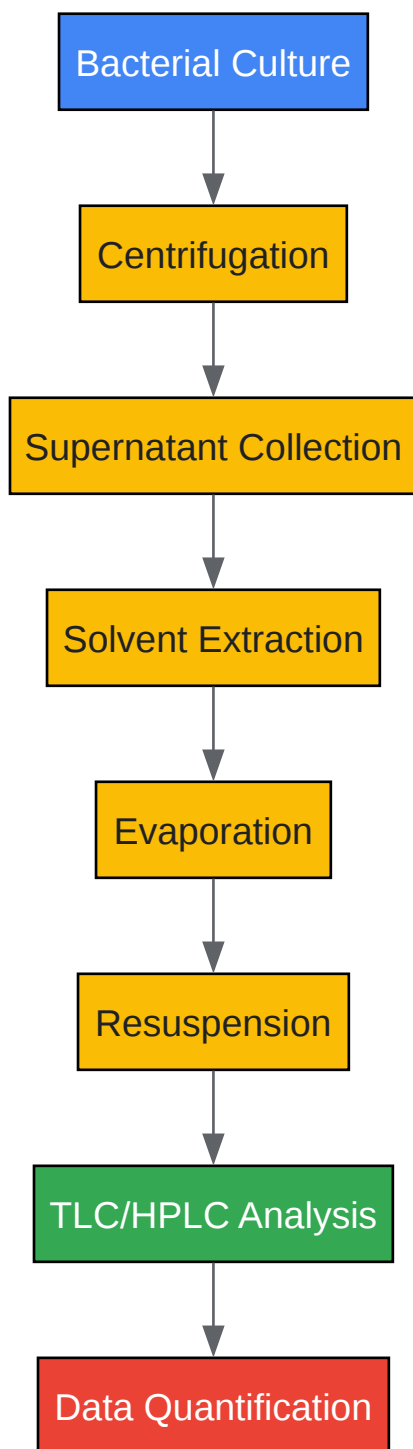 Bacterial Culture
Centrifugation
Supernatant Collection
Solvent Extraction
Evaporation
Resuspension
TLC/HPLC Analysis
Data Quantification